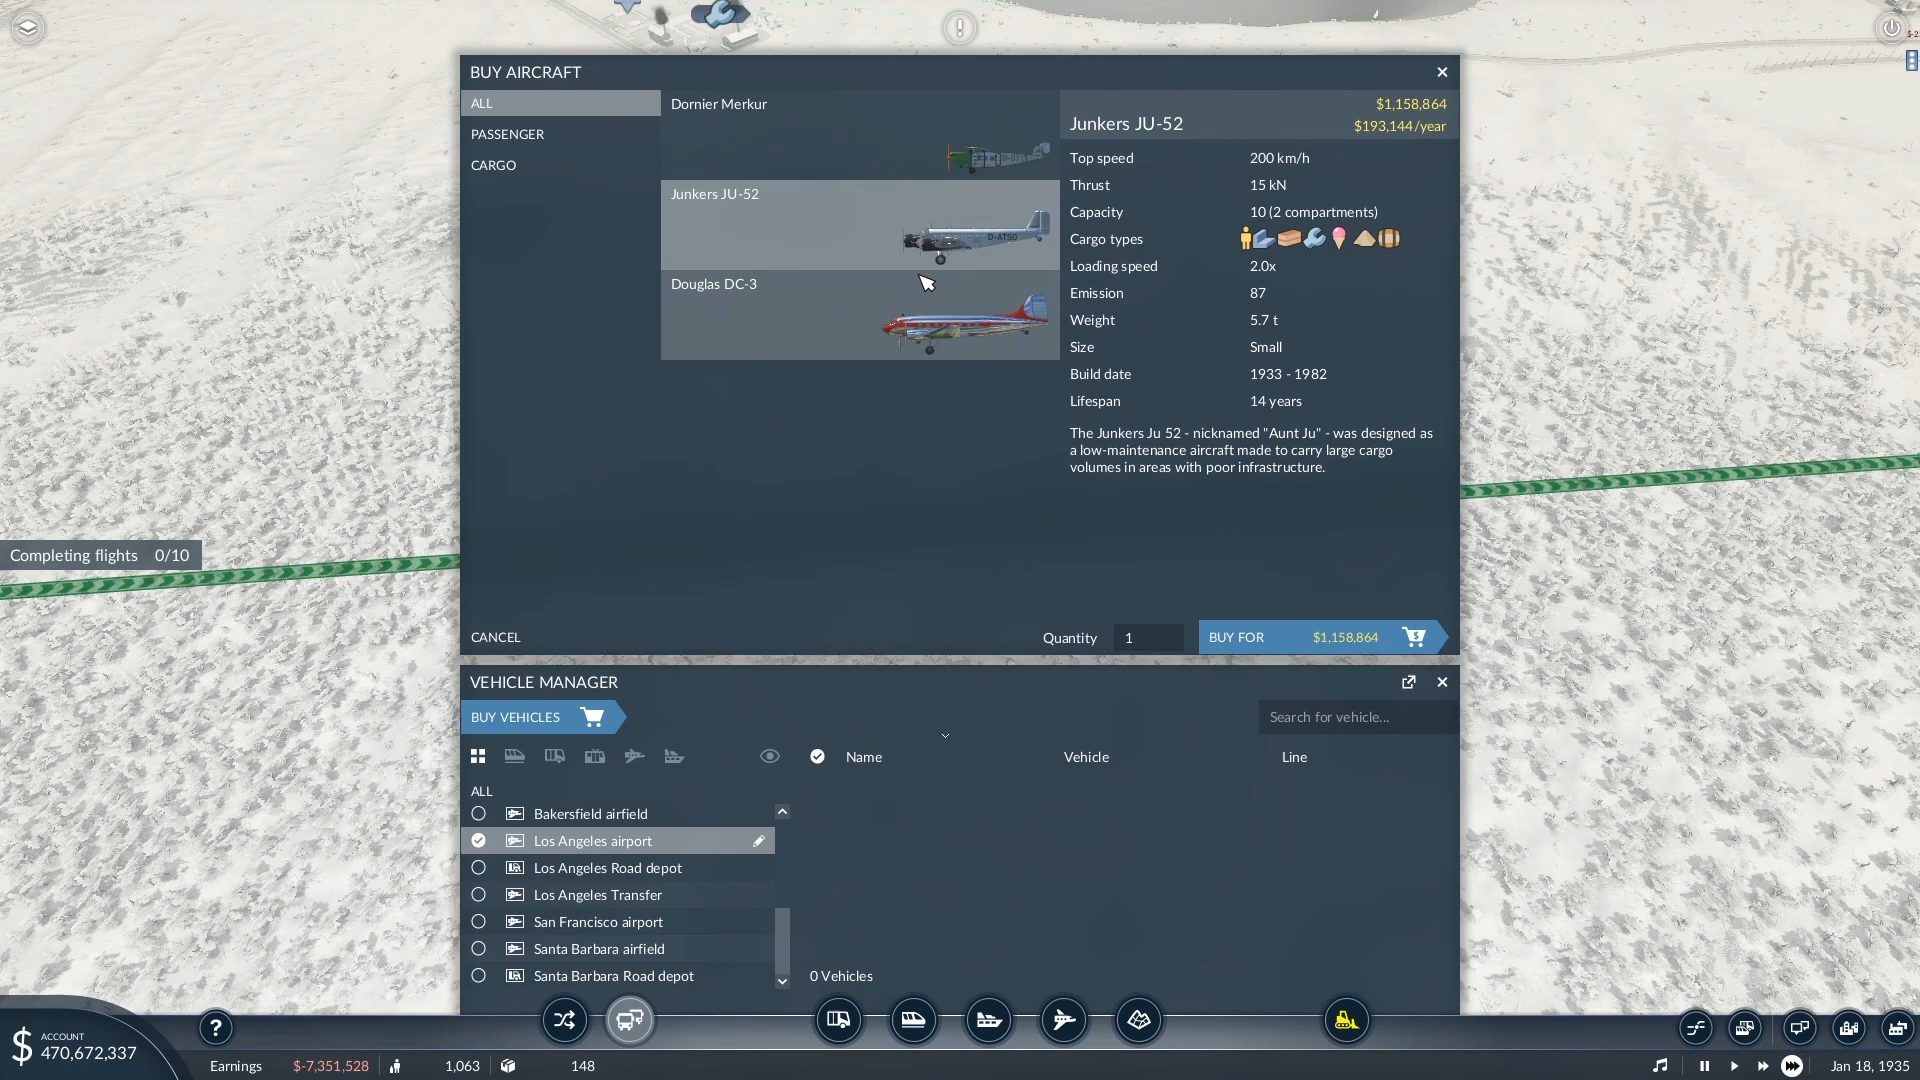 BUY AIRCRAFT
ALL
PASSENGER
CARGO
Dornier Merkur
Junkers JU-52
D-ATSO
Douglas DC-3
$1,158,864
Junkers JU-52
$193,144/year
Top speed 200 km/h
Thrust 15 kN
Capacity 10 (2 compartments)
Cargo types
Loading speed 2.0x
Emission 87
Weight 5.7 t
Size Small
Build date 1933 - 1982
Lifespan 14 years
The Junkers Ju 52 - nicknamed "Aunt Ju" - was designed as
a low-maintenance aircraft made to carry large cargo
volumes in areas with poor infrastructure.
Completing flights 0/10
CANCEL
Quantity 1
BUY FOR $1,158,864
VEHICLE MANAGER
BUY VEHICLES
Search for vehicle...
Name Vehicle Line
ALL
Bakersfield airfield
Los Angeles airport
Los Angeles Road depot
Los Angeles Transfer
San Francisco airport
Santa Barbara airfield
Santa Barbara Road depot
0 Vehicles
$ ACCOUNT
470,672,337
?
Earnings $-7,351,528 1,063 148
Jan 18, 1935